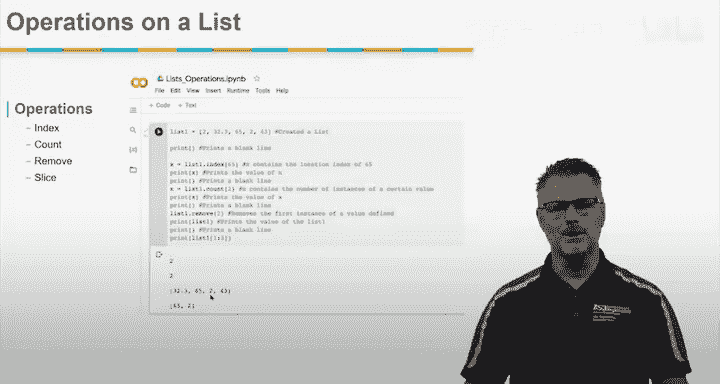 Operations on a List
Operations
– Index
– Count
– Remove
– Slice
Lists_Operations.ipynb
File Edit View Insert Runtime Tools Help
+ Code + Text
list1 = [2, 32.3, 65, 2, 43] #Created a List
print() #Prints a blank line
x = list1.index(65) #x contains the location index of 65
print(x) #Prints the value of x
print() #Prints a blank line
x = list1.count(2) #x contains the number of instances of a certain value
print(x) #Prints the value of x
print() #Prints a blank line
list1.remove(2) #Removes the first instance of a value defined
print(list1) #Prints the value of the list1
print() #Prints a blank line
2
2
[32.3, 65, 2, 43]
[65, 2]